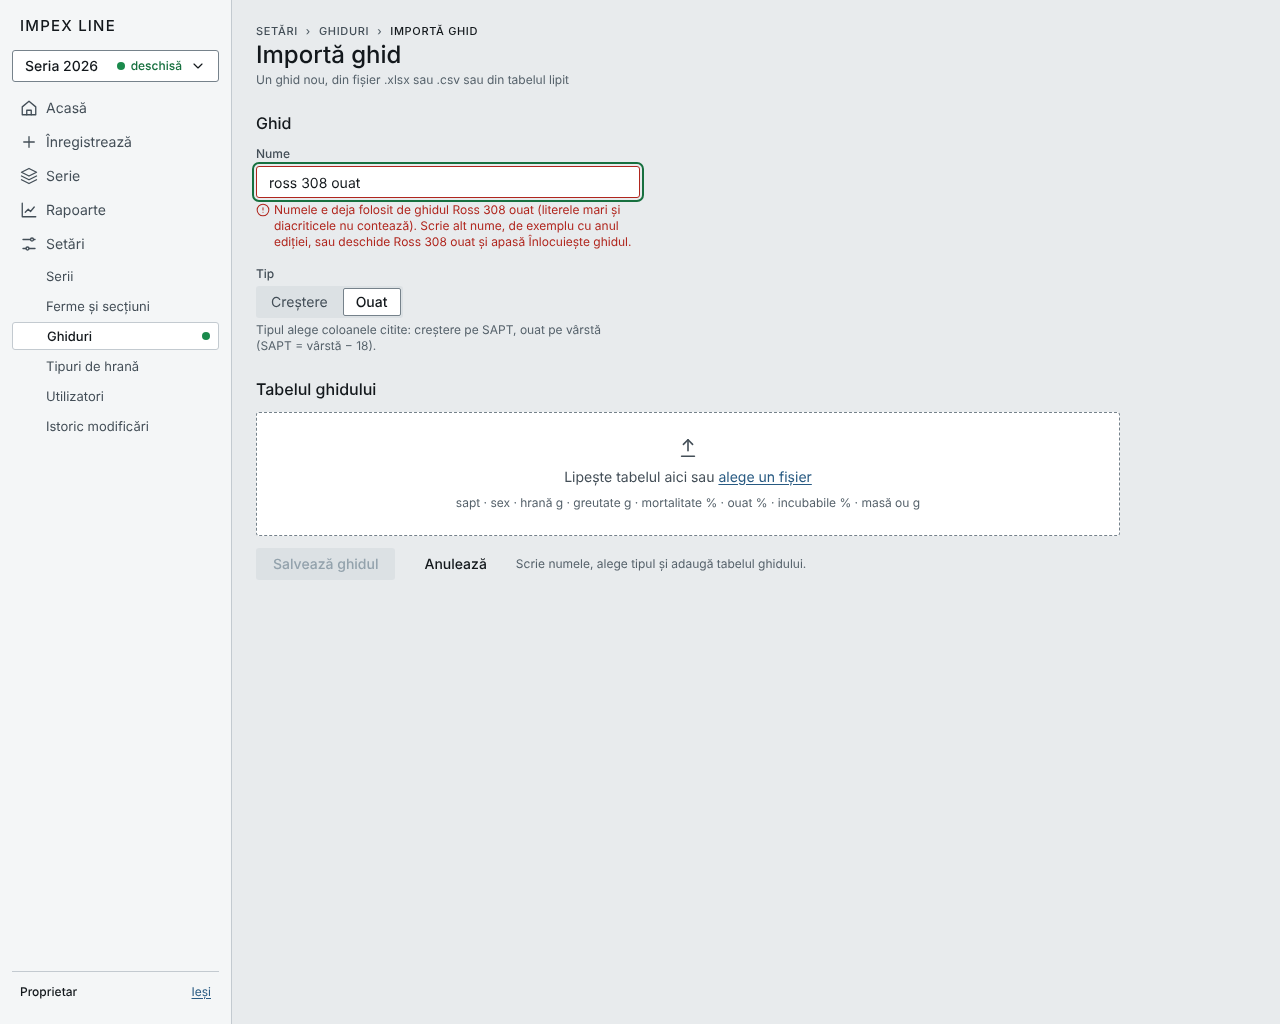 IMPEX LINE
Seria 2026 deschisă
Acasă
Înregistrează
Serie
Rapoarte
Setări
Serii
Ferme și secțiuni
Ghiduri
Tipuri de hrană
Utilizatori
Istoric modificări
Proprietar Ieși
SETĂRI › GHIDURI › IMPORTĂ GHID
Importă ghid
Un ghid nou, din fișier .xlsx sau .csv sau din tabelul lipit
Ghid
Nume
ross 308 ouat
Numele e deja folosit de ghidul Ross 308 ouat (literele mari și
diacriticele nu contează). Scrie alt nume, de exemplu cu anul
ediției, sau deschide Ross 308 ouat și apasă Înlocuiește ghidul.
Tip
Creștere Ouat
Tipul alege coloanele citite: creștere pe SAPT, ouat pe vârstă
(SAPT = vârstă − 18).
Tabelul ghidului
Lipește tabelul aici sau alege un fișier
sapt · sex · hrană g · greutate g · mortalitate % · ouat % · incubabile % · masă ou g
Salvează ghidul Anulează Scrie numele, alege tipul și adaugă tabelul ghidului.